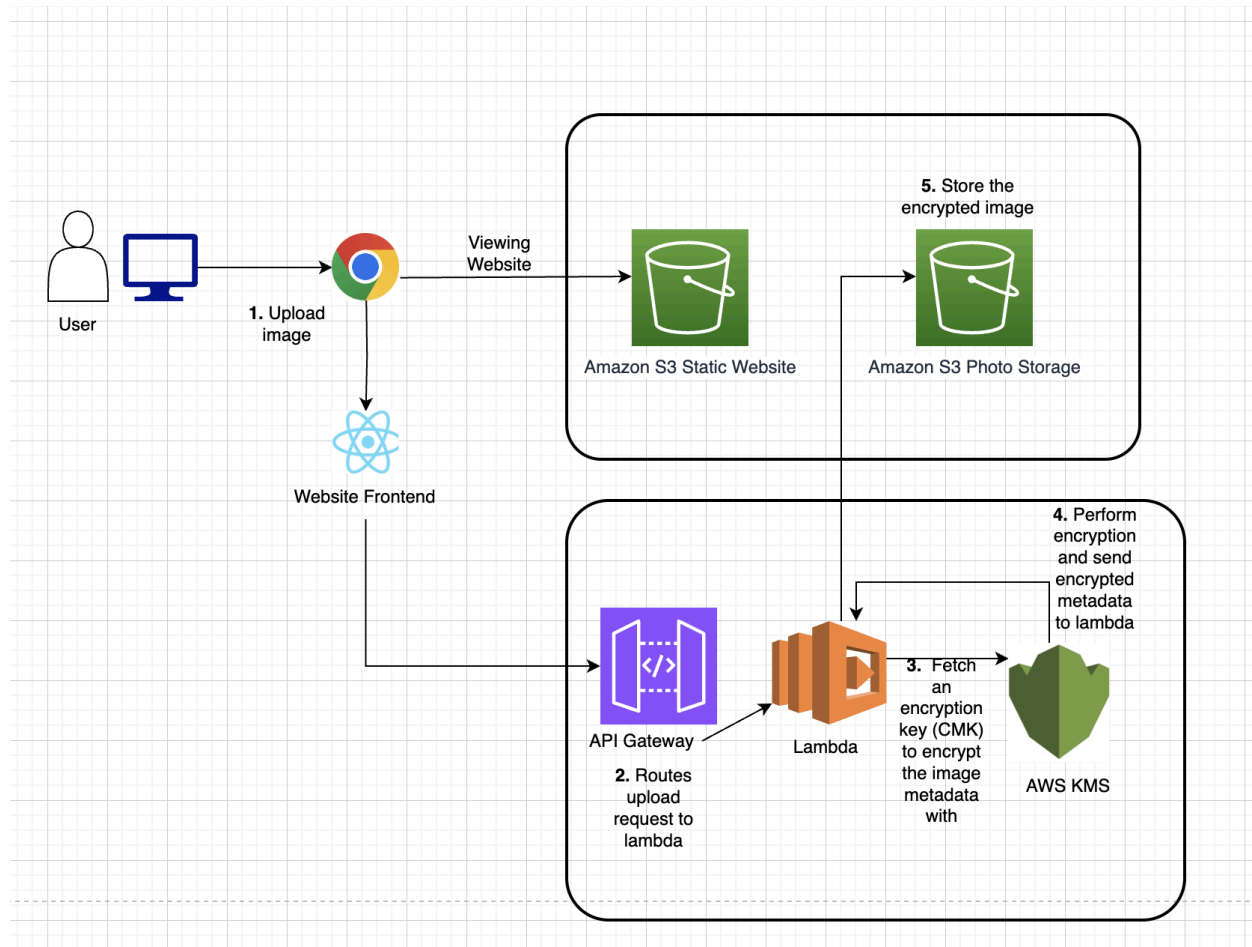 User
1. Upload
image
Viewing
Website
5. Store the
encrypted image
Amazon S3 Static Website
Amazon S3 Photo Storage
Website Frontend
4. Perform
encryption
and send
encrypted
metadata
to lambda
</>
API Gateway
2. Routes
upload
request to
lambda
Lambda
3. Fetch
an
encryption
key (CMK)
to encrypt
the image
metadata
with
AWS KMS